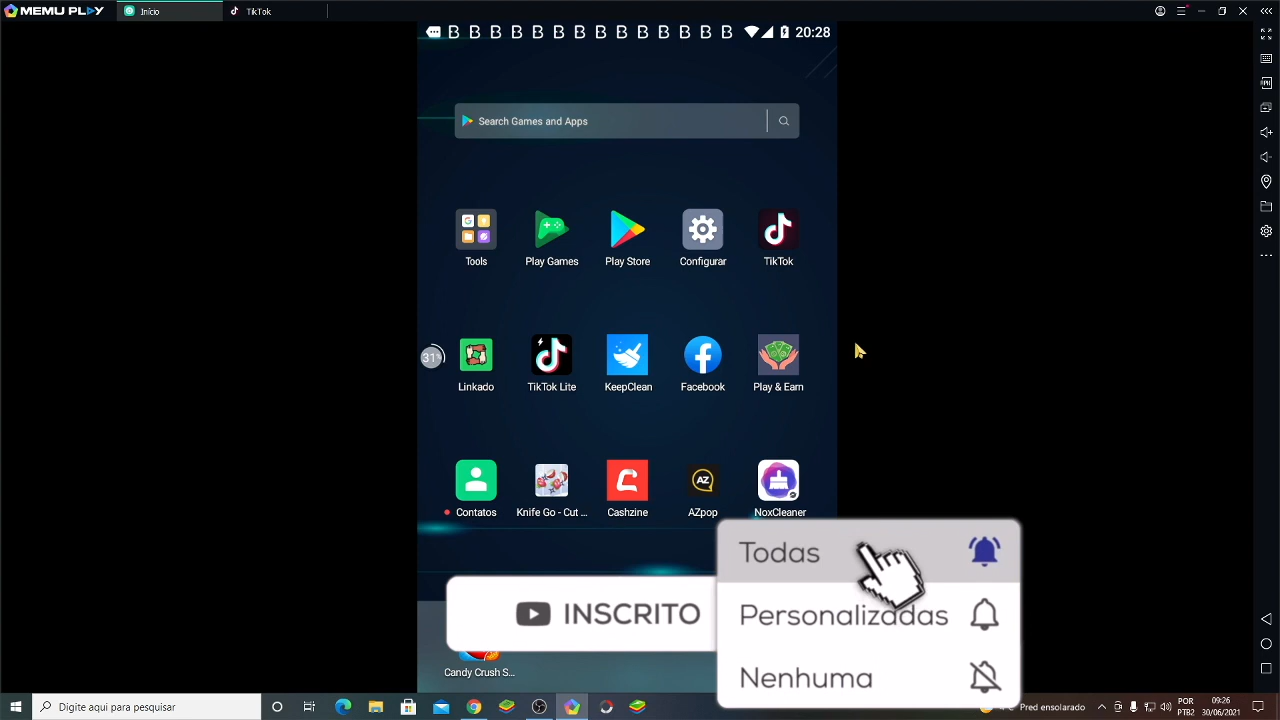 MEMU PLAY
Início
TikTok
B B B B B B B B B B B B B B
20:28
Search Games and Apps
Tools
Play Games
Play Store
Configurar
TikTok
31%
Linkado
TikTok Lite
KeepClean
Facebook
Play & Earn
Contatos
Knife Go - Cut ...
Cashzine
AZ
AZpop
NoxCleaner
INSCRITO
Todas
Personalizadas
Nenhuma
Candy Crush S...
Digite aqui para pesquisar
Pred ensolarado
POR
PTB2
09:26
30/06/2021